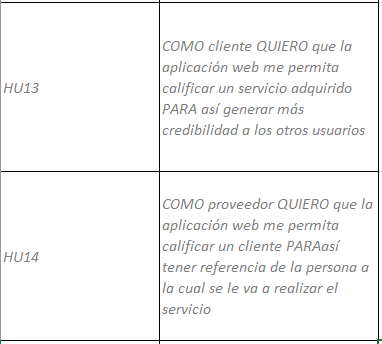 HU13
COMO cliente QUIERO que la
aplicación web me permita
calificar un servicio adquirido
PARA así generar más
credibilidad a los otros usuarios
HU14
COMO proveedor QUIERO que la
aplicación web me permita
calificar un cliente PARAasí
tener referencia de la persona a
la cual se le va a realizar el
servicio